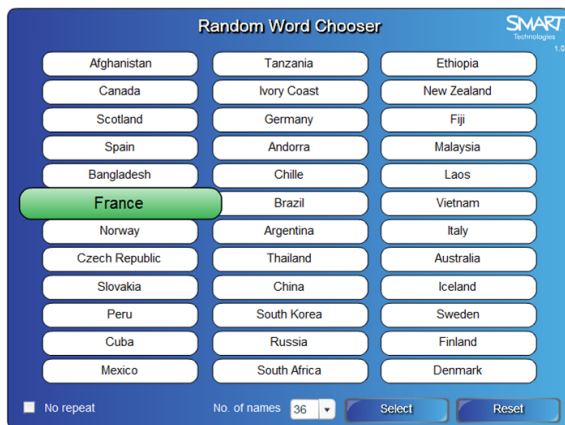 Random Word Chooser
SMART
Technologies
1.0
Afghanistan Tanzania Ethiopia
Canada Ivory Coast New Zealand
Scotland Germany Fiji
Spain Andorra Malaysia
Bangladesh Chille Laos
France Brazil Vietnam
Norway Argentina Italy
Czech Republic Thailand Australia
Slovakia China Iceland
Peru South Korea Sweden
Cuba Russia Finland
Mexico South Africa Denmark
No repeat No. of names 36 Select Reset